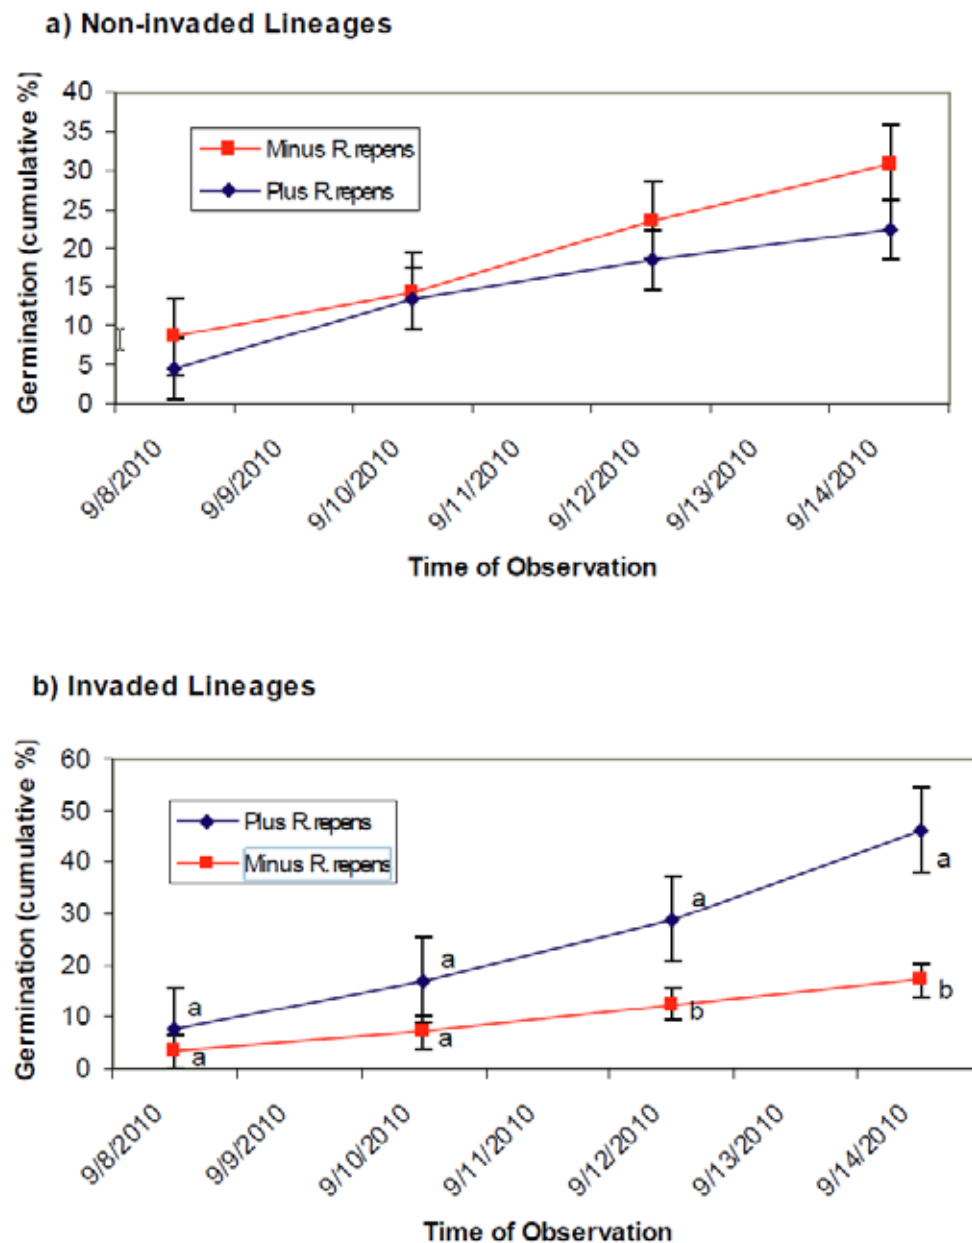 a) Non-invaded Lineages
Germination (cumulative %)
40
35
30
25
20
15
10
5
0
Minus R. repens
Plus R. repens
9/8/2010
9/9/2010
9/10/2010
9/11/2010
9/12/2010
9/13/2010
9/14/2010
Time of Observation
b) Invaded Lineages
Germination (cumulative %)
60
50
40
30
20
10
0
Plus R. repens
Minus R. repens
a
a
a
a
a
b
a
b
9/8/2010
9/9/2010
9/10/2010
9/11/2010
9/12/2010
9/13/2010
9/14/2010
Time of Observation